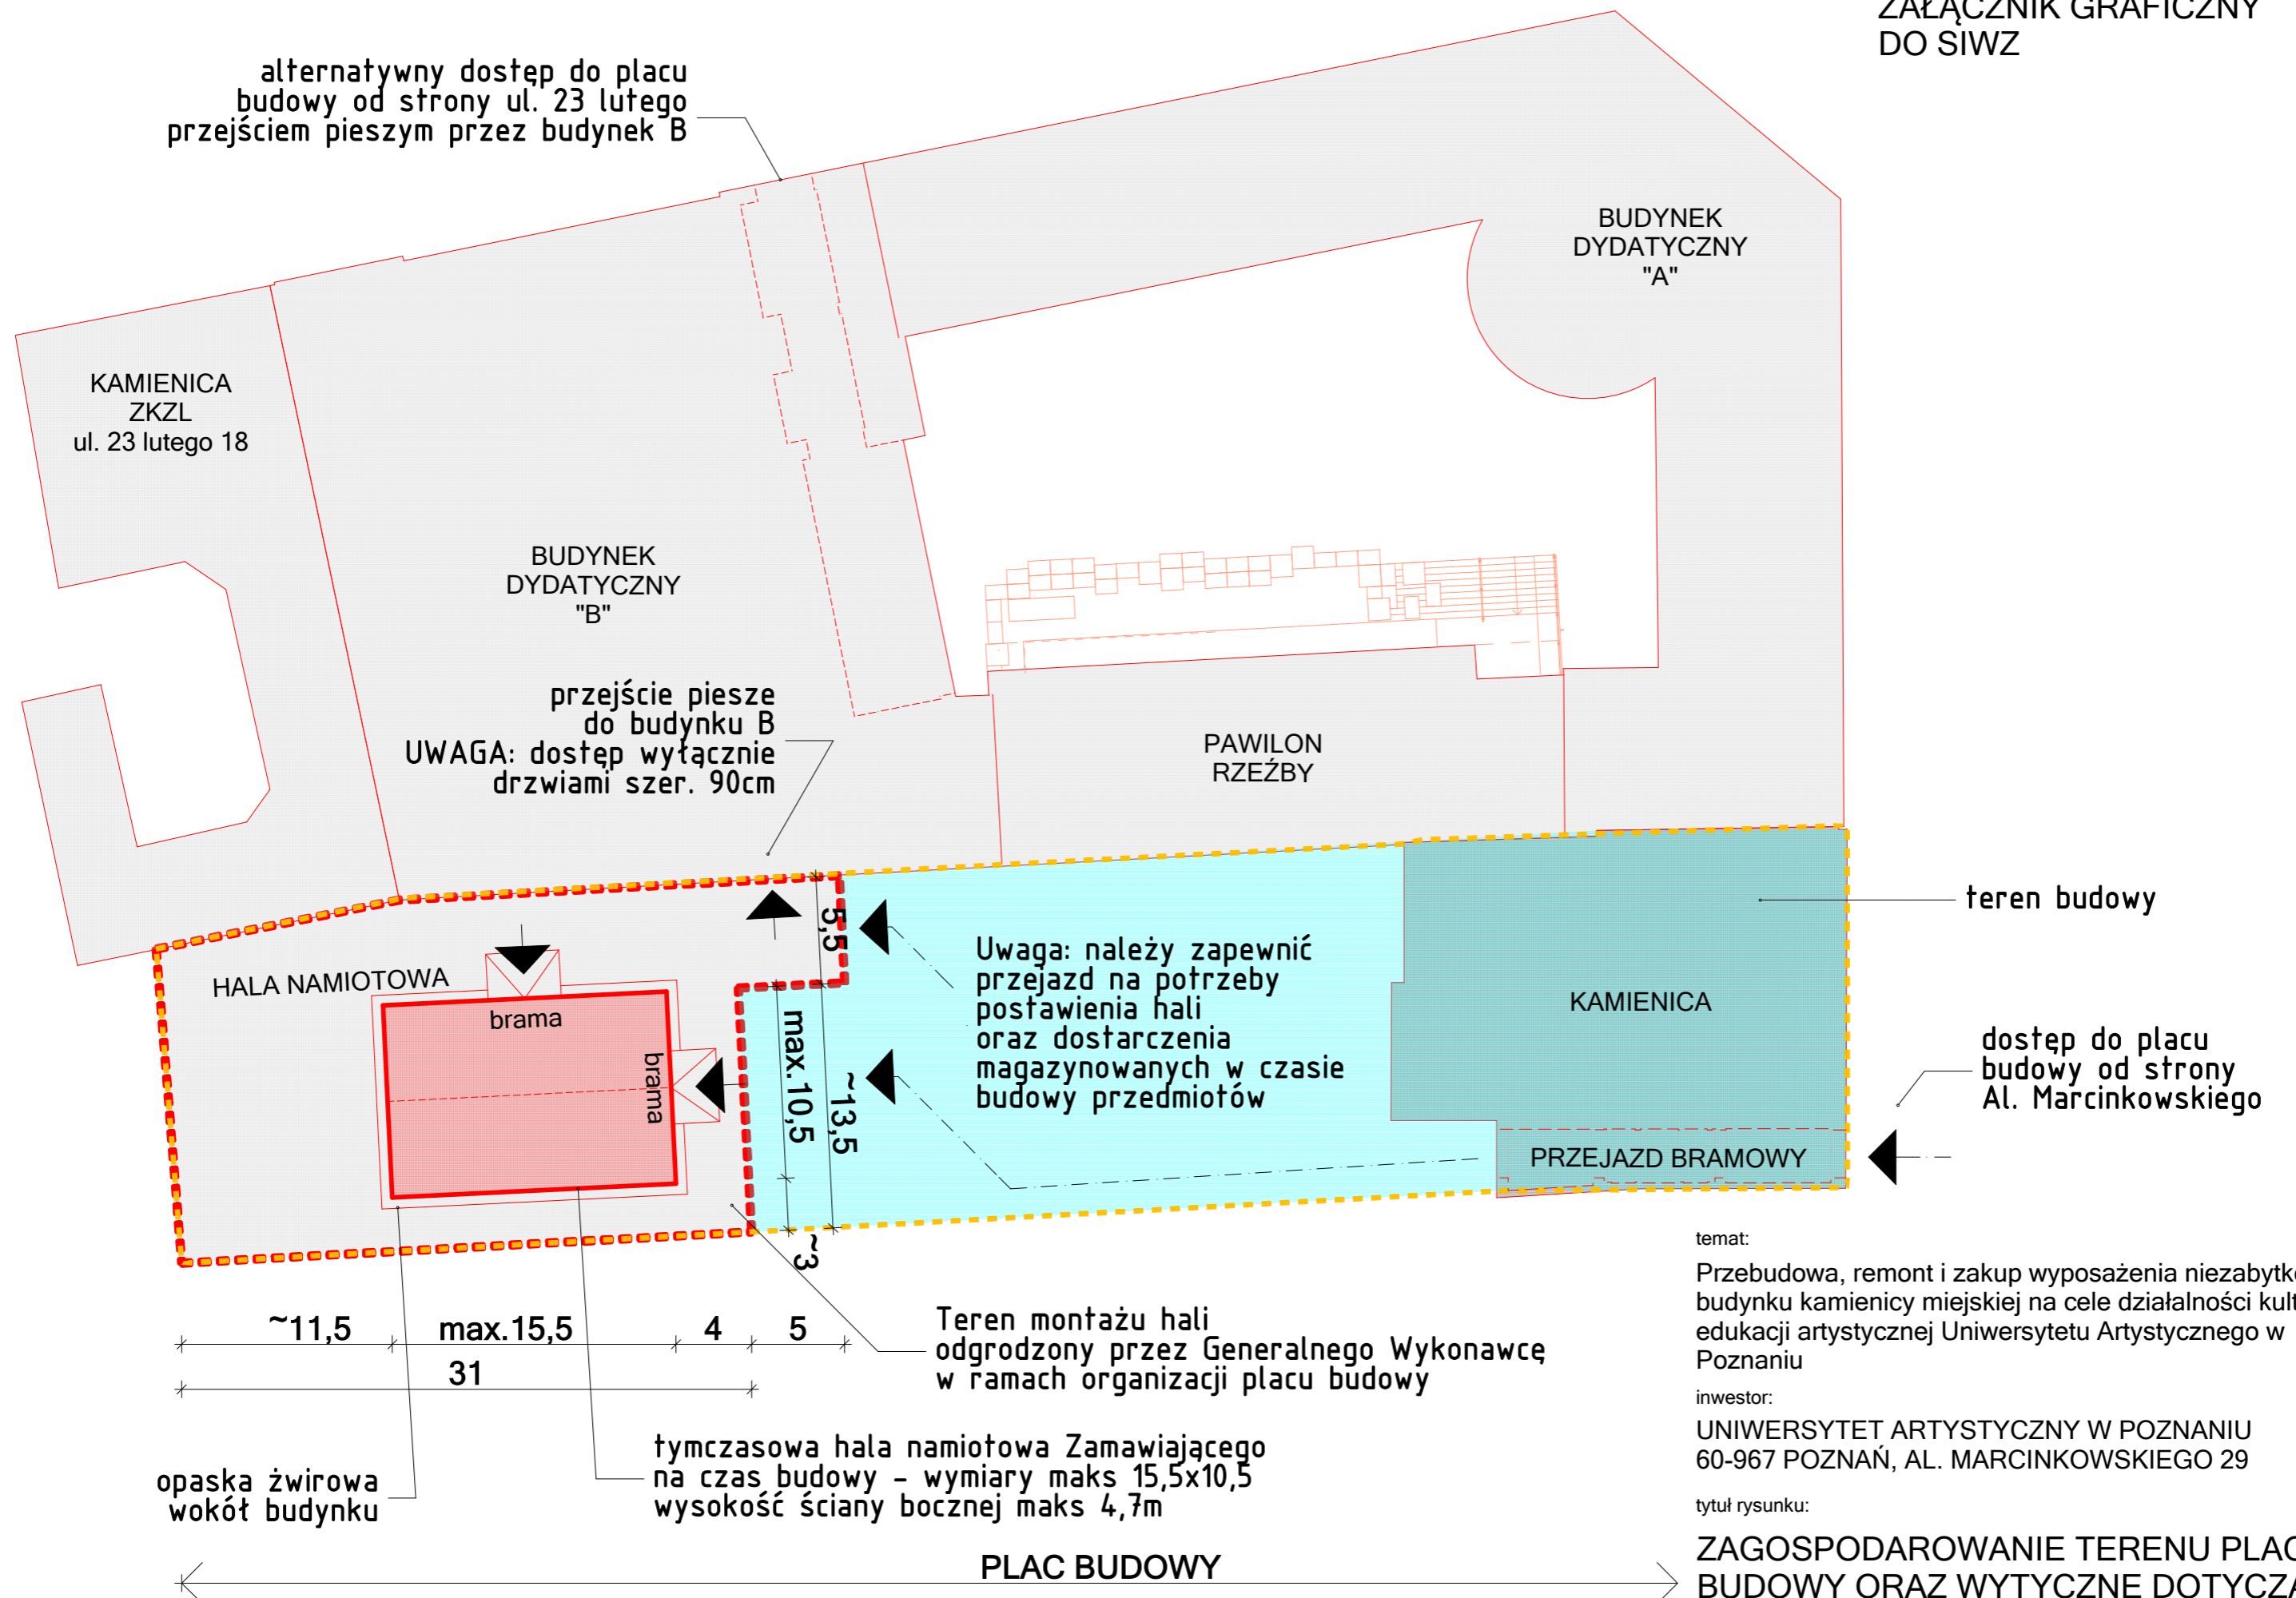 ZAŁĄCZNIK GRAFICZNY
DO SIWZ
alternatywny dostęp do placu
budowy od strony ul. 23 lutego
przejściem pieszym przez budynek B
BUDYNEK
DYDATYCZNY
"A"
KAMIENICA
ZKZL
ul. 23 lutego 18
BUDYNEK
DYDATYCZNY
"B"
przejście piesze
do budynku B
UWAGA: dostęp wyłącznie
drzwiami szer. 90cm
PAWILON
RZEŹBY
teren budowy
HALA NAMIOTOWA
brama
brama
5,5
max.10,5
~13,5
~3
Uwaga: należy zapewnić
przejazd na potrzeby
postawienia hali
oraz dostarczenia
magazynowanych w czasie
budowy przedmiotów
KAMIENICA
PRZEJAZD BRAMOWY
dostęp do placu
budowy od strony
Al. Marcinkowskiego
~11,5 max.15,5 4 5
31
Teren montażu hali
odgrodzony przez Generalnego Wykonawcę
w ramach organizacji placu budowy
tymczasowa hala namiotowa Zamawiającego
na czas budowy - wymiary maks 15,5x10,5
wysokość ściany bocznej maks 4,7m
opaska żwirowa
wokół budynku
PLAC BUDOWY
temat:
Przebudowa, remont i zakup wyposażenia niezabytko
budynku kamienicy miejskiej na cele działalności kult
edukacji artystycznej Uniwersytetu Artystycznego w
Poznaniu
inwestor:
UNIWERSYTET ARTYSTYCZNY W POZNANIU
60-967 POZNAŃ, AL. MARCINKOWSKIEGO 29
tytuł rysunku:
ZAGOSPODAROWANIE TERENU PLAC
BUDOWY ORAZ WYTYCZNE DOTYCZĄ